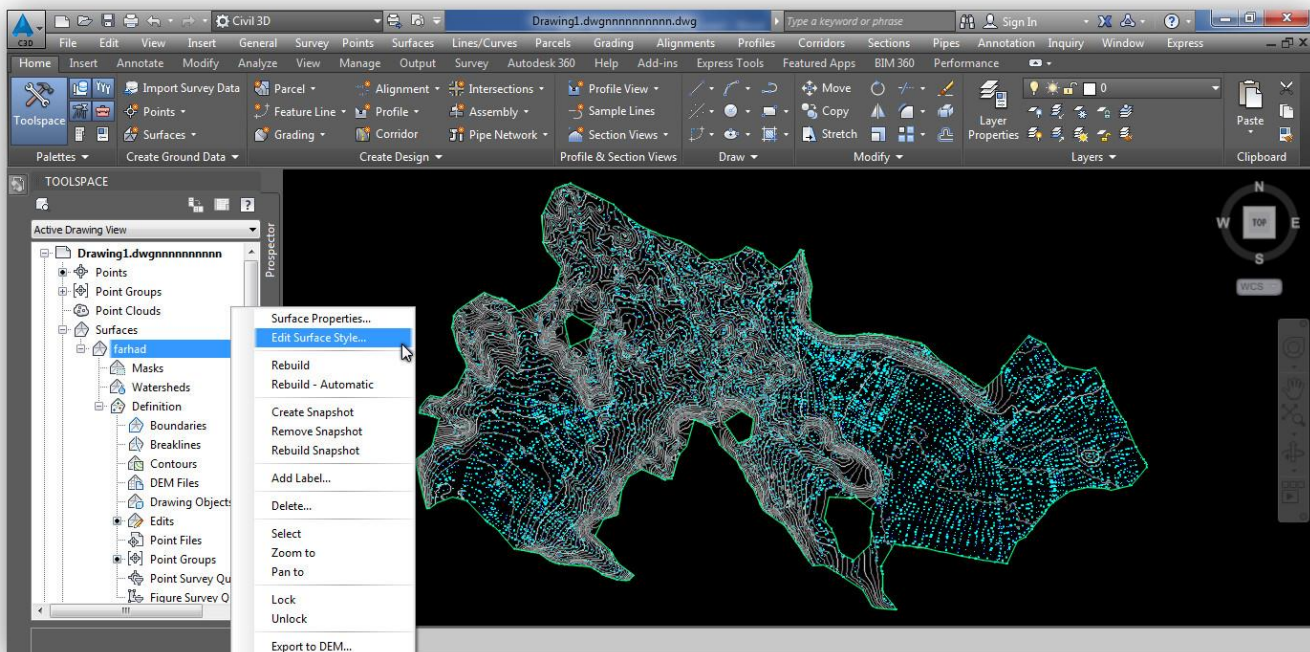 Civil 3D
Drawing1.dwgnnnnnnnnnn.dwg
Type a keyword or phrase
Sign In
C3D
File Edit View Insert General Survey Points Surfaces Lines/Curves Parcels Grading Alignments Profiles Corridors Sections Pipes Annotation Inquiry Window Express
Home Insert Annotate Modify Analyze View Manage Output Survey Autodesk 360 Help Add-ins Express Tools Featured Apps BIM 360 Performance
Import Survey Data Parcel Alignment Intersections Profile View Move 0
Toolspace Points Feature Line Profile Assembly Sample Lines Copy Layer Properties Paste
Surfaces Grading Corridor Pipe Network Section Views Stretch
Palettes Create Ground Data Create Design Profile & Section Views Draw Modify Layers Clipboard
TOOLSPACE
Active Drawing View
Prospector
Drawing1.dwgnnnnnnnnnn
Points
Point Groups
Point Clouds
Surfaces
farhad
Masks
Watersheds
Definition
Boundaries
Breaklines
Contours
DEM Files
Drawing Objects
Edits
Point Files
Point Groups
Point Survey Qu
Figure Survey Q
Surface Properties...
Edit Surface Style...
Rebuild
Rebuild - Automatic
Create Snapshot
Remove Snapshot
Rebuild Snapshot
Add Label...
Delete...
Select
Zoom to
Pan to
Lock
Unlock
Export to DEM...
N
W TOP E
S
WCS